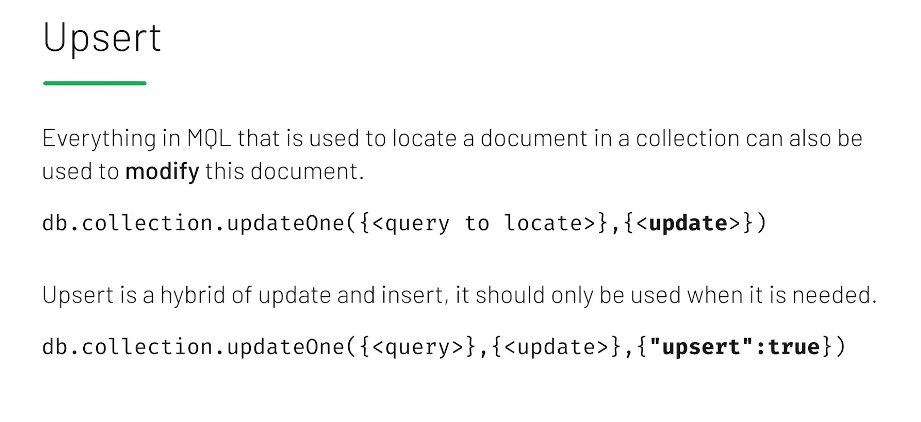 Upsert
Everything in MQL that is used to locate a document in a collection can also be
used to modify this document.
db.collection.updateOne({<query to locate>},{<update>})
Upsert is a hybrid of update and insert, it should only be used when it is needed.
db.collection.updateOne({<query>},{<update>},{"upsert":true})